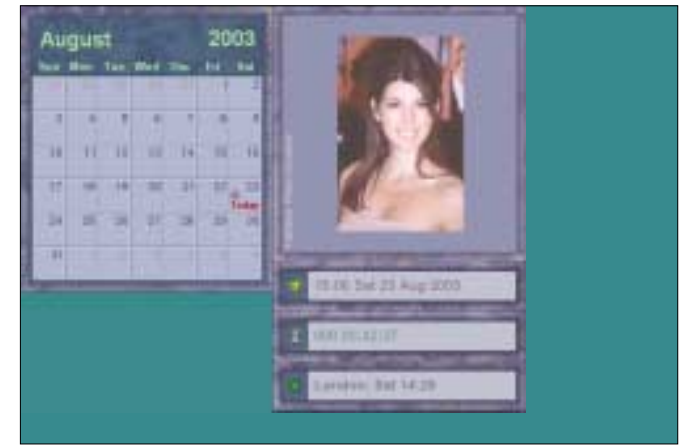 August 2003
Sun Mon Tue Wed Thu Fri Sat
1 2
3 4 5 6 7 8 9
10 11 12 13 14 15 16
17 18 19 20 21 22 23
Today
24 25 26 27 28 29 30
31
Sat 23 Aug 2003
London, Sat 14:29